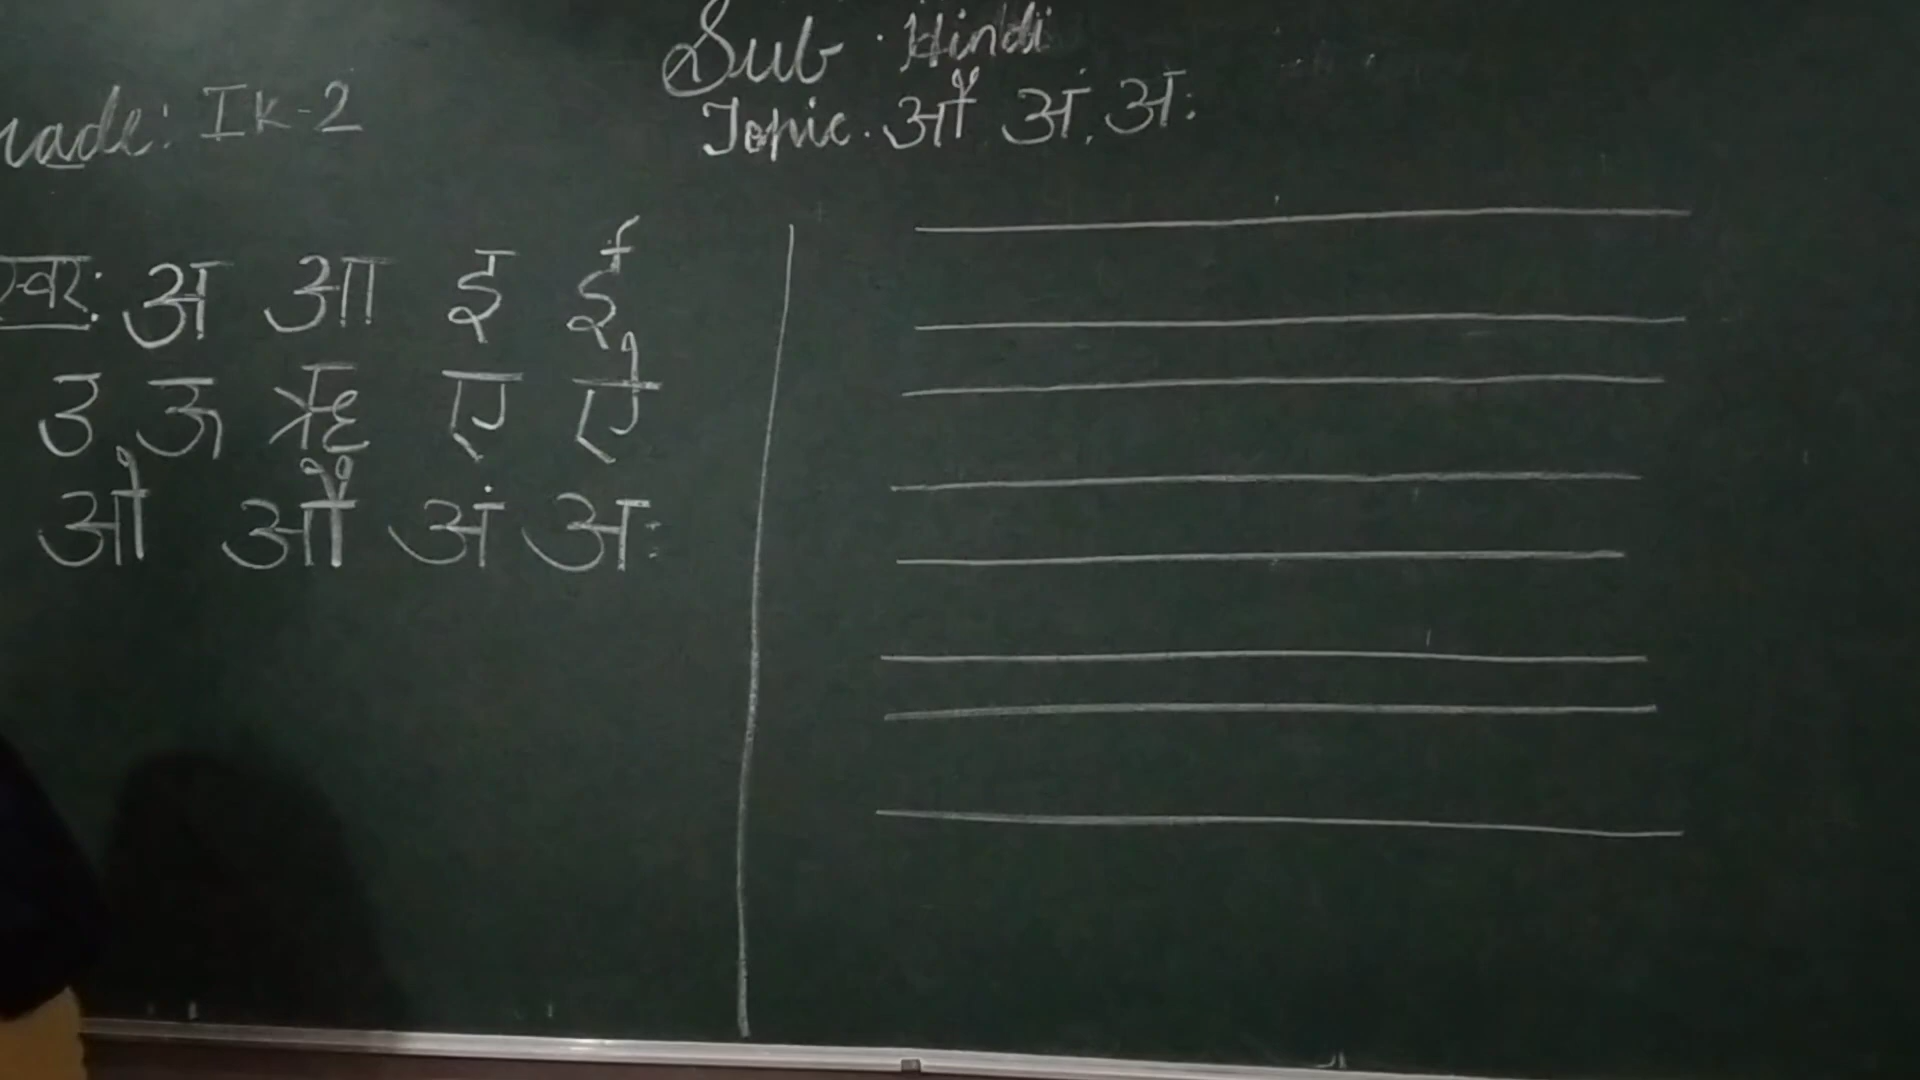 Sub. Hindi
rade: IK-2
Topic. औ अं, अः
स्वर: अ आ इ ई
उ ऊ ऋ ए ऐ
ओ औ अं अः